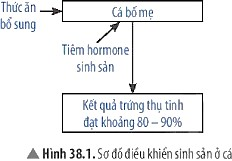 Thức ăn
bổ sung
Cá bố mẹ
Tiêm hormone
sinh sản
Kết quả trứng thụ tinh
đạt khoảng 80 – 90%
▲ Hình 38.1. Sơ đồ điều khiển sinh sản ở cá